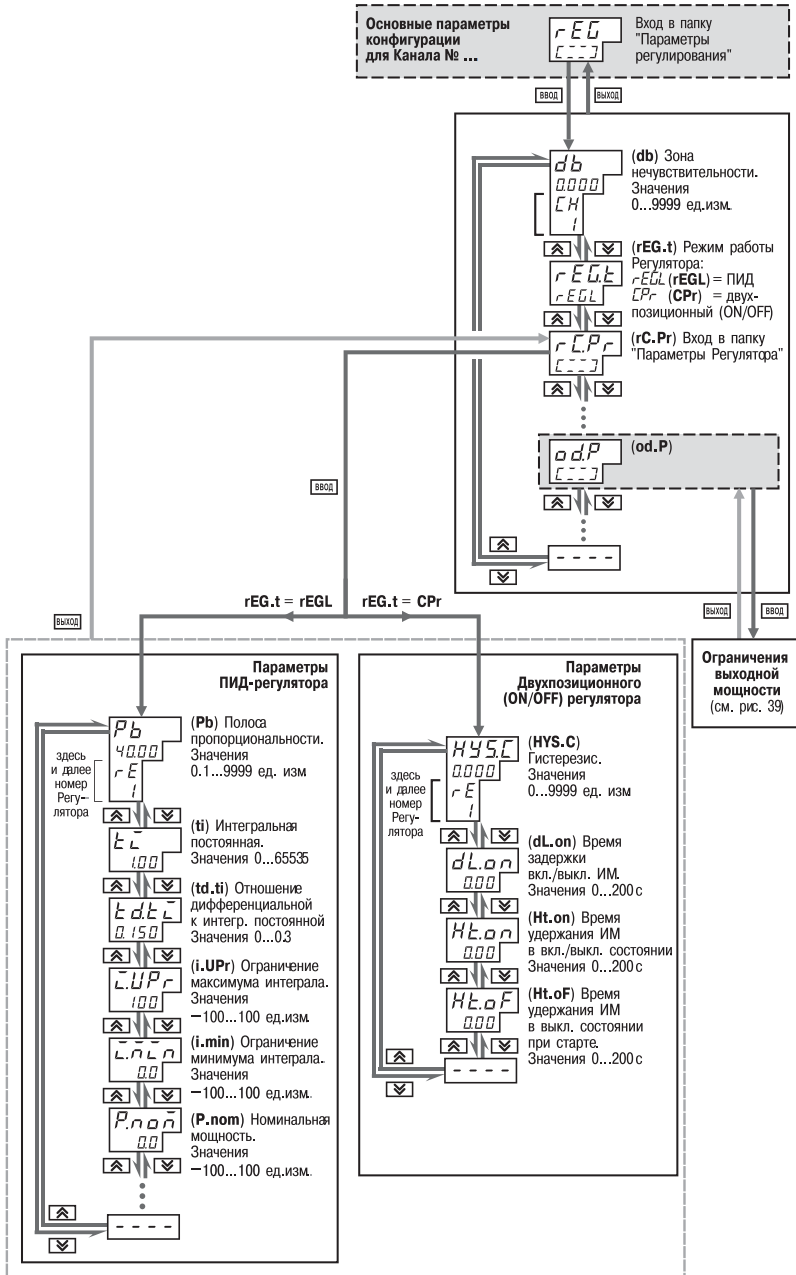 Основные параметры
конфигурации
для Канала № ...
rEG
[---]
Вход в папку
"Параметры
регулирования"
ВВОД
ВЫХОД
db
0.000
CH
1
(db) Зона
нечувствительности.
Значения
0...9999 ед.изм.
(rEG.t) Режим работы
Регулятора:
rEGL (rEGL) = ПИД
CPr (CPr) = двух-
позиционный (ON/OFF)
rEG.t
rEGL
rC.Pr
[---]
(rC.Pr) Вход в папку
"Параметры Регулятора"
od.P
[---]
(od.P)
ВВОД
- - - -
rEG.t = rEGL
rEG.t = CPr
ВЫХОД
ВЫХОД
ВВОД
Ограничения
выходной
мощности
(см. рис. 39)
Параметры
ПИД-регулятора
Pb
40.00
rE
1
здесь
и далее
номер
Регу-
лятора
(Pb) Полоса
пропорциональности.
Значения
0.1...9999 ед. изм
ti
1.00
(ti) Интегральная
постоянная.
Значения 0...65535
td.ti
0.150
(td.ti) Отношение
дифференциальной
к интегр. постоянной
Значения 0...0.3
i.UPr
100
(i.UPr) Ограничение
максимума интеграла.
Значения
−100...100 ед.изм.
i.min
0.0
(i.min) Ограничение
минимума интеграла.
Значения
−100...100 ед.изм.
P.nom
0.0
(P.nom) Номинальная
мощность.
Значения
−100...100 ед.изм.
- - - -
Параметры
Двухпозиционного
(ON/OFF) регулятора
HYS.C
0.000
rE
1
здесь
и далее
номер
Регу-
лятора
(HYS.C)
Гистерезис.
Значения
0...9999 ед. изм
dL.on
0.00
(dL.on) Время
задержки
вкл./выкл. ИМ.
Значения 0...200 с
Ht.on
0.00
(Ht.on) Время
удержания ИМ
в вкл./выкл. состоянии
Значения 0...200 с
Ht.oF
0.00
(Ht.oF) Время
удержания ИМ
в выкл. состоянии
при старте.
Значения 0...200 с
- - - -